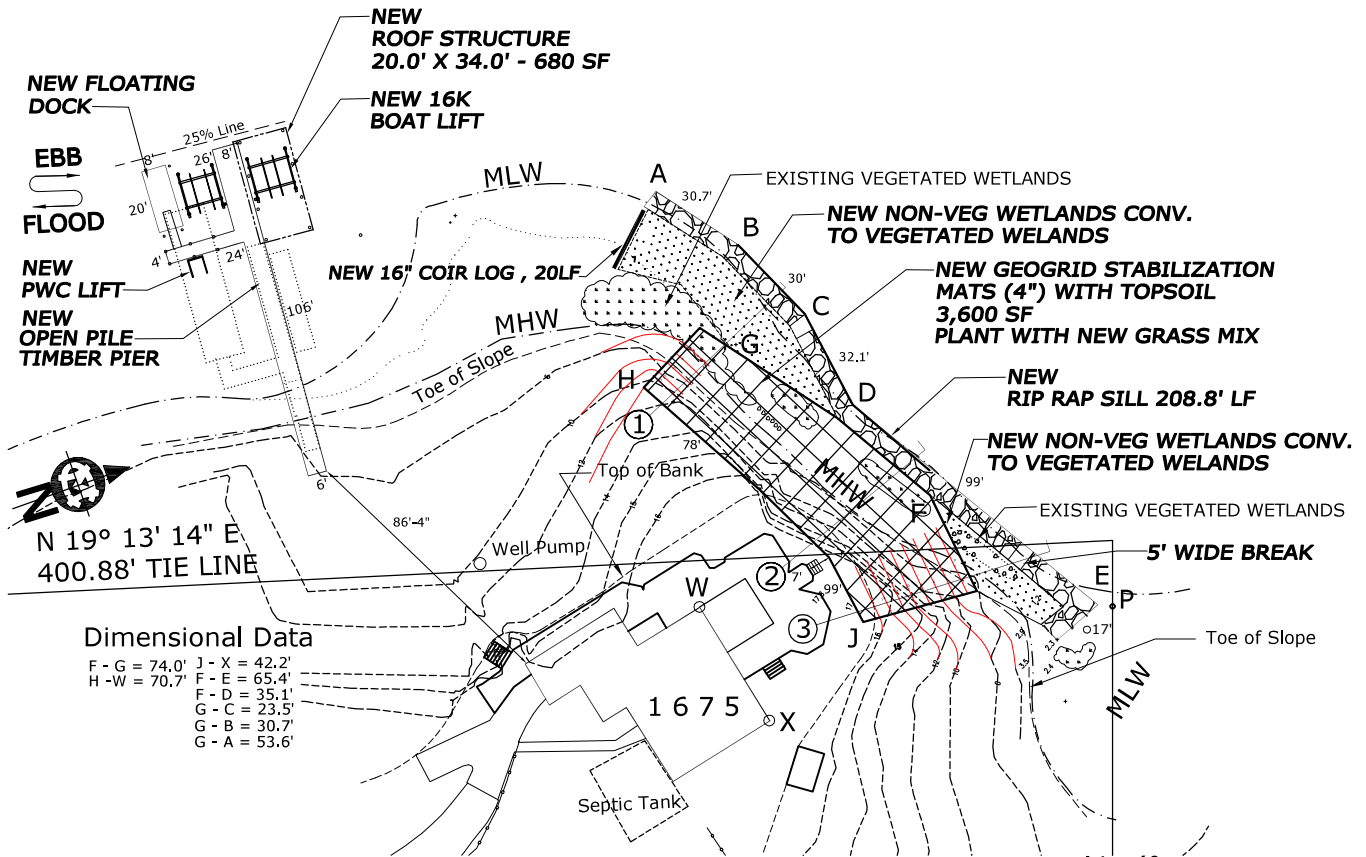 NEW
ROOF STRUCTURE
20.0' X 34.0' - 680 SF
NEW FLOATING
DOCK
NEW 16K
BOAT LIFT
25% Line
8'
26'
8'
EBB
FLOOD
20'
4'
24'
106'
6'
NEW
PWC LIFT
NEW
OPEN PILE
TIMBER PIER
MLW
MHW
Toe of Slope
A
30.7'
B
30'
C
32.1'
D
99'
E
P
EXISTING VEGETATED WETLANDS
NEW NON-VEG WETLANDS CONV.
TO VEGETATED WELANDS
NEW 16" COIR LOG , 20LF
NEW GEOGRID STABILIZATION
MATS (4") WITH TOPSOIL
3,600 SF
PLANT WITH NEW GRASS MIX
NEW
RIP RAP SILL 208.8' LF
NEW NON-VEG WETLANDS CONV.
TO VEGETATED WELANDS
EXISTING VEGETATED WETLANDS
5' WIDE BREAK
G
H
1
78'
MHW
F
Top of Bank
86'-4"
Well Pump
N
N 19° 13' 14" E
400.88' TIE LINE
W
2
7'
99'
3
J
17'
Toe of Slope
MLW
Dimensional Data
F - G = 74.0'
H -W = 70.7'
J - X = 42.2'
F - E = 65.4'
F - D = 35.1'
G - C = 23.5'
G - B = 30.7'
G - A = 53.6'
1 6 7 5
X
Septic Tank